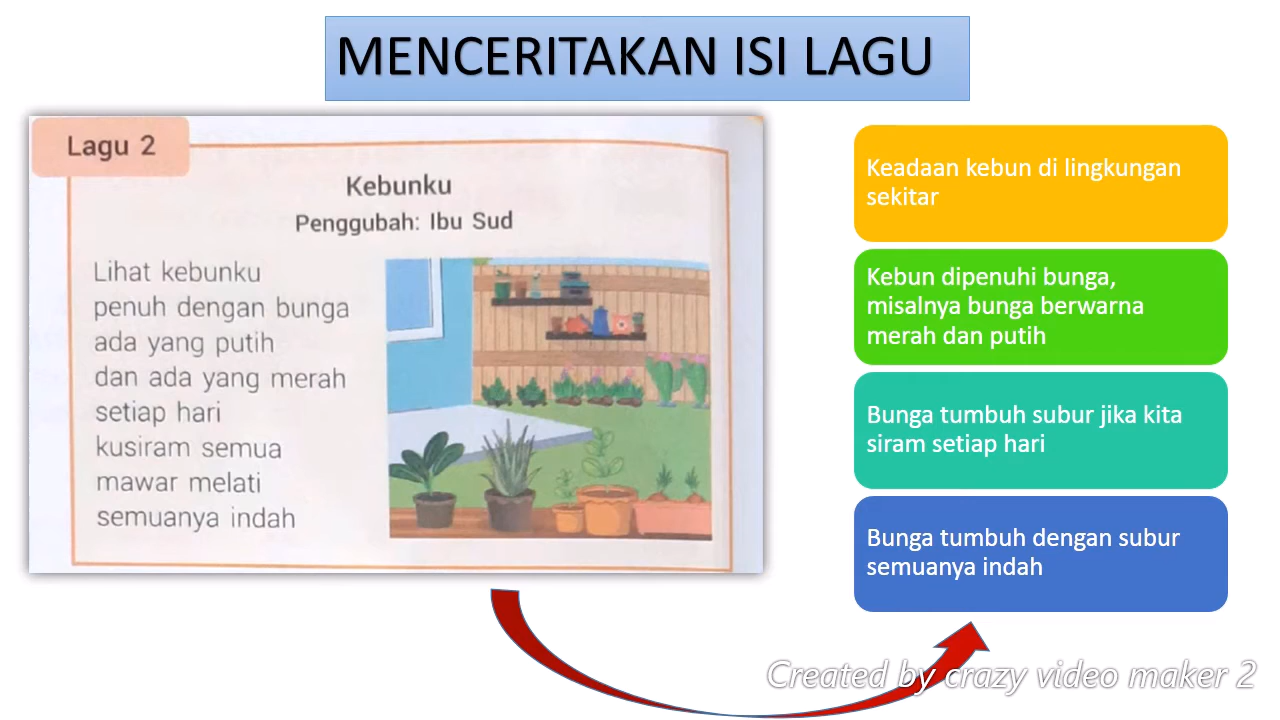 MENCERITAKAN ISI LAGU
Lagu 2
Kebunku
Penggubah: Ibu Sud
Lihat kebunku
penuh dengan bunga
ada yang putih
dan ada yang merah
setiap hari
kusiram semua
mawar melati
semuanya indah
Keadaan kebun di lingkungan
sekitar
Kebun dipenuhi bunga,
misalnya bunga berwarna
merah dan putih
Bunga tumbuh subur jika kita
siram setiap hari
Bunga tumbuh dengan subur
semuanya indah
Created by crazy video maker 2